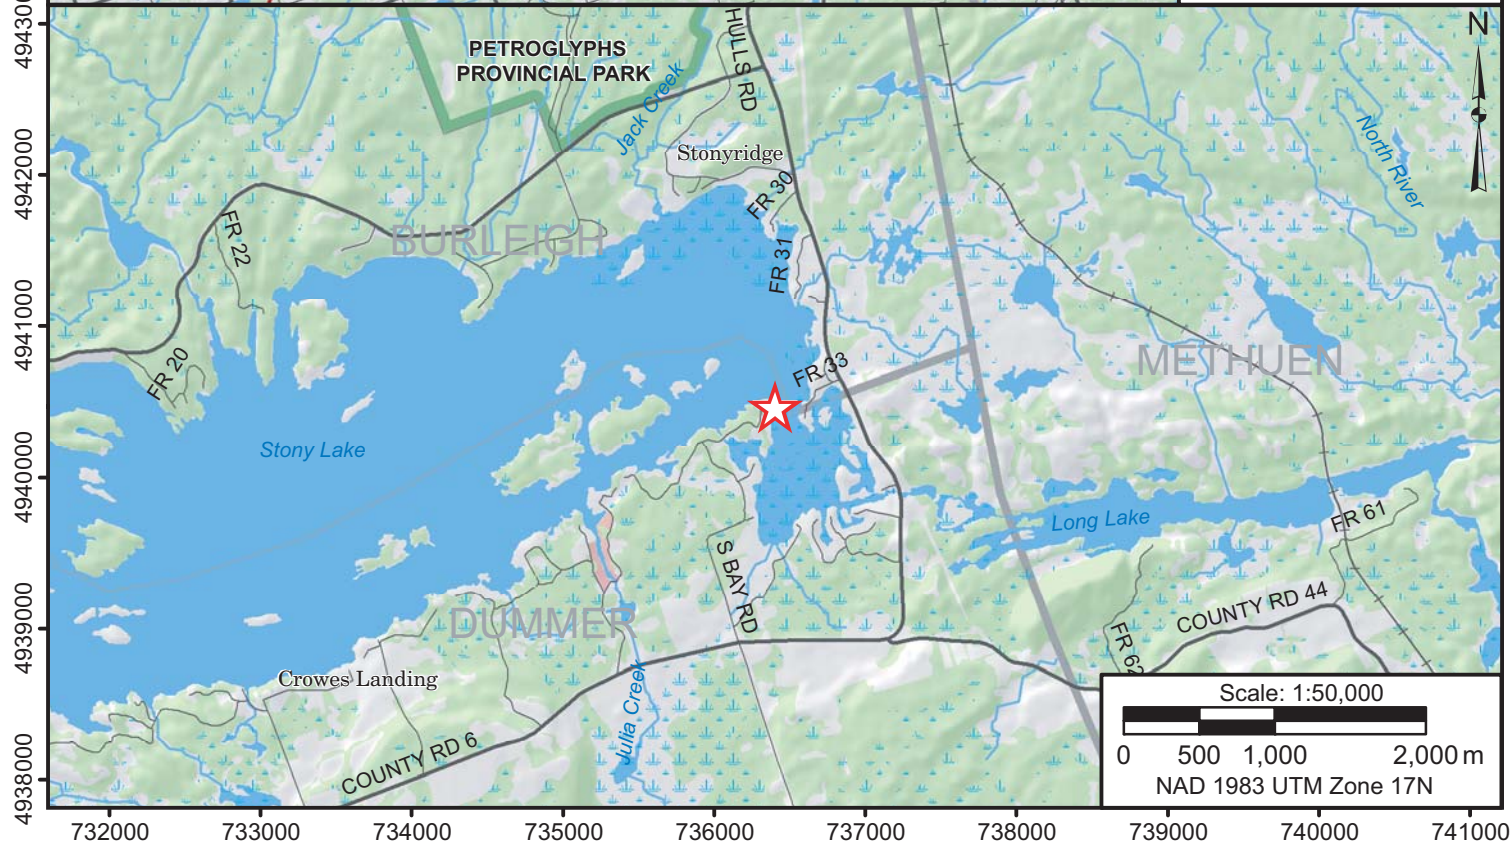 4943000
4942000
4941000
4940000
4939000
4938000
PETROGLYPHS
PROVINCIAL PARK
HULLS RD
N
Jack Creek
Stonyridge
North River
FR 30
FR 22
BURLEIGH
FR 31
FR 20
FR 33
METHUEN
Stony Lake
Long Lake
FR 61
S BAY RD
DUMMER
COUNTY RD 44
FR 62
Crowes Landing
Julia Creek
COUNTY RD 6
Scale: 1:50,000
0 500 1,000 2,000 m
NAD 1983 UTM Zone 17N
732000 733000 734000 735000 736000 737000 738000 739000 740000 741000